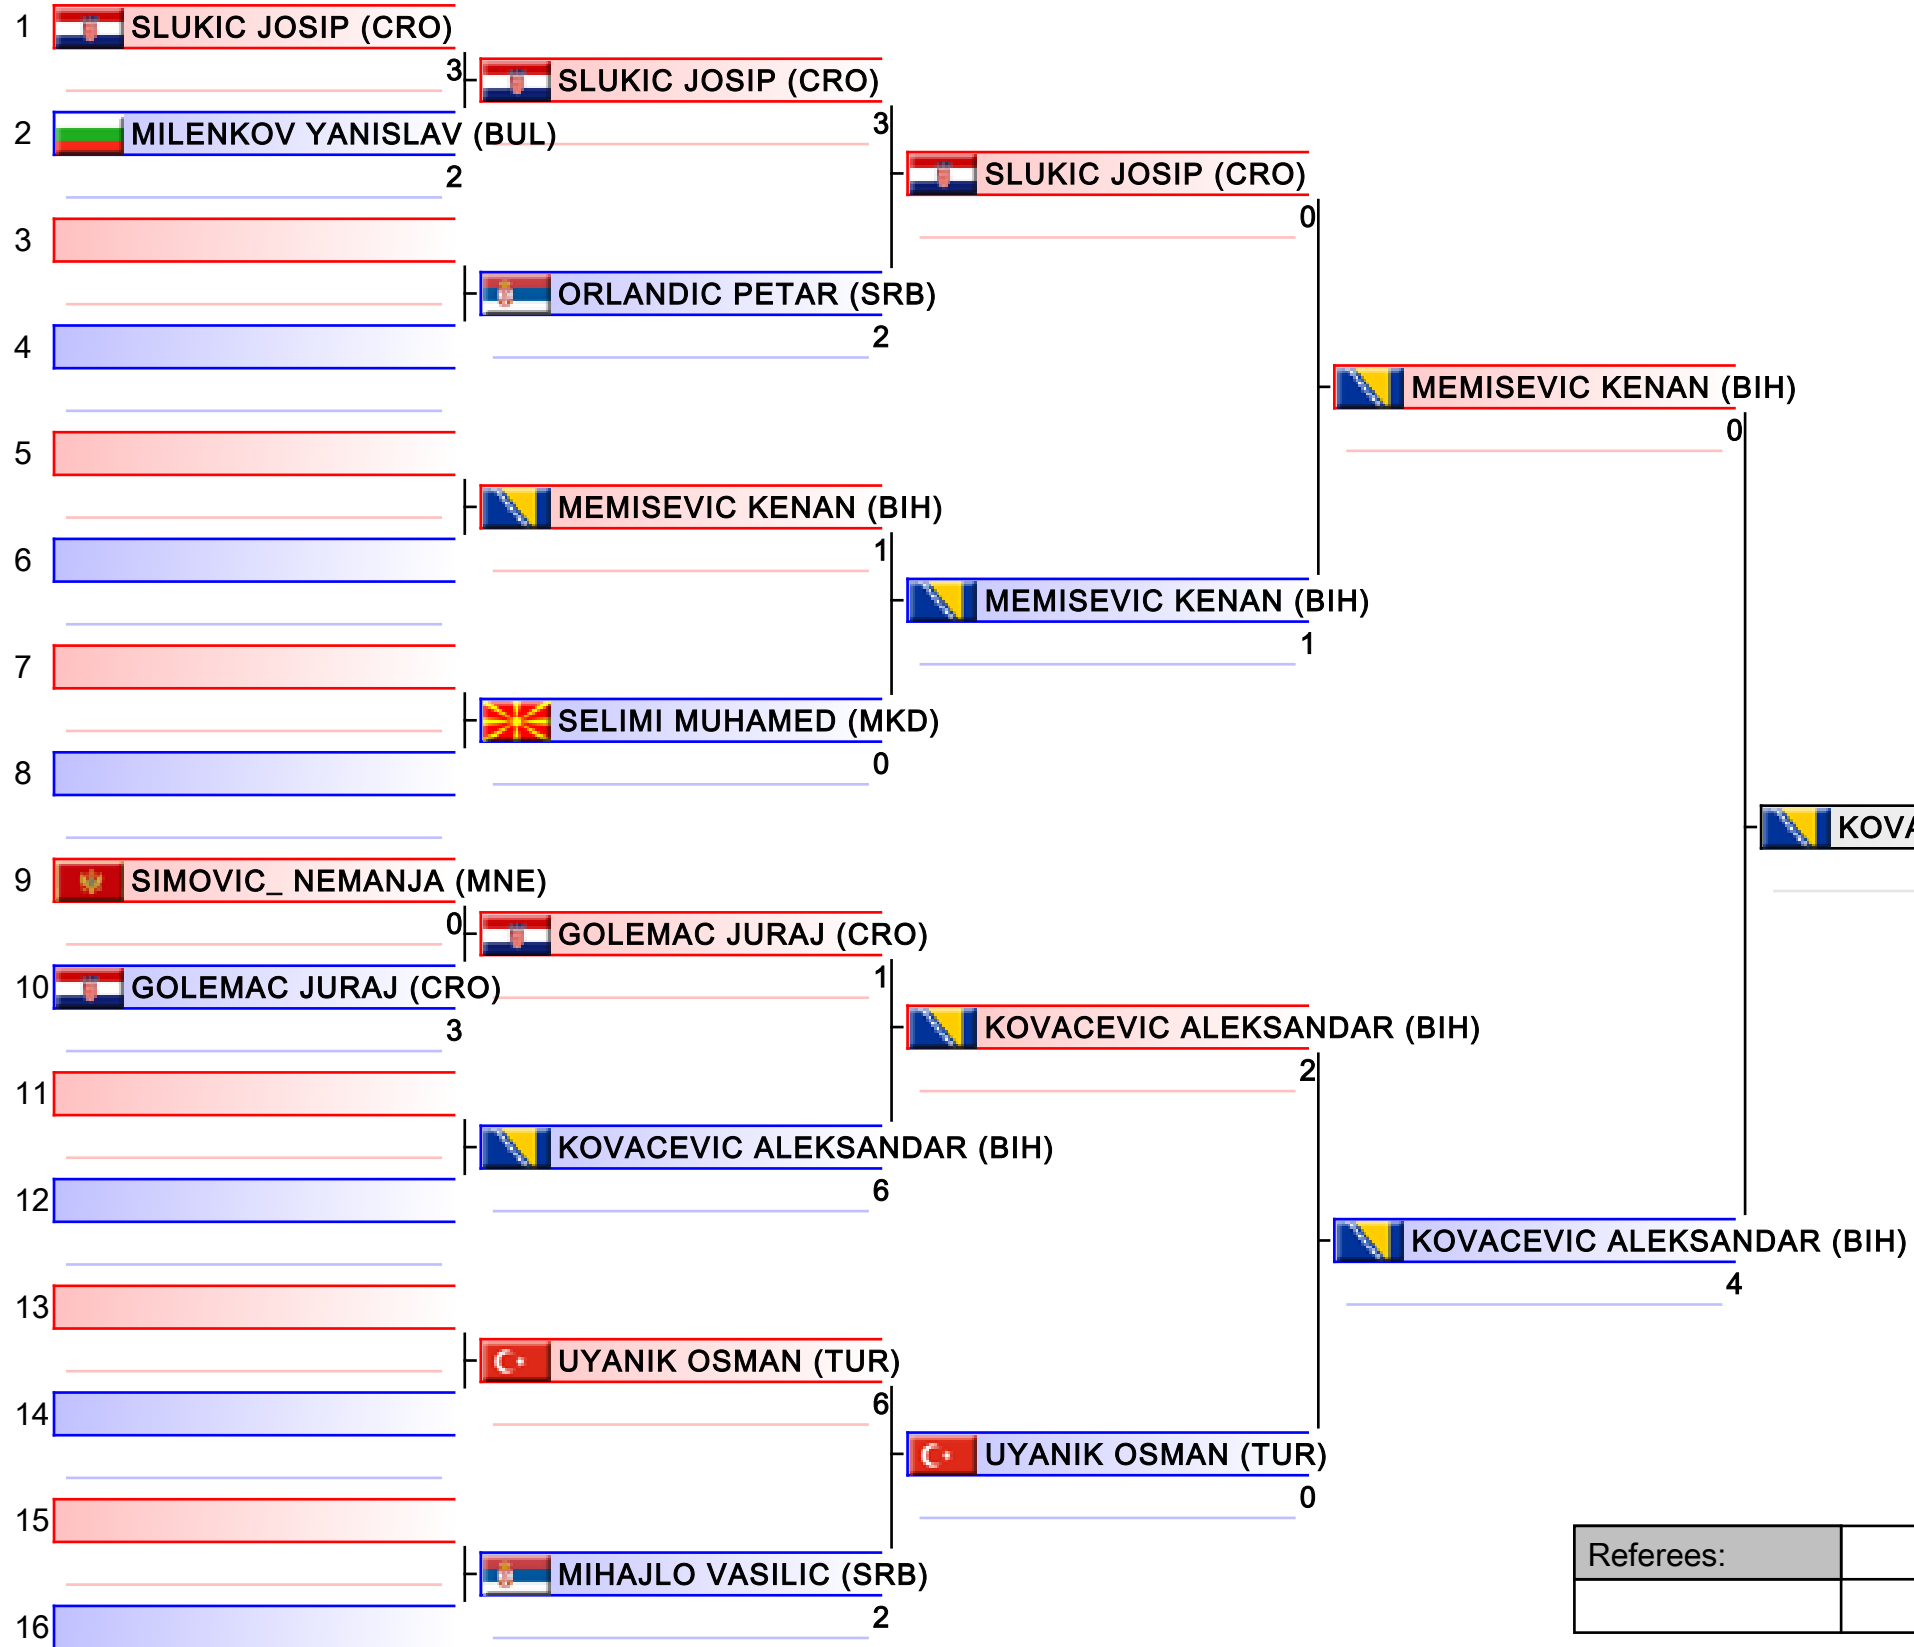 1 SLUKIC JOSIP (CRO)
3 SLUKIC JOSIP (CRO)
2 MILENKOV YANISLAV (BUL) 3
SLUKIC JOSIP (CRO)
2
0
3
ORLANDIC PETAR (SRB)
4 2
MEMISEVIC KENAN (BIH)
0
5
MEMISEVIC KENAN (BIH)
6 1
MEMISEVIC KENAN (BIH)
1
7
SELIMI MUHAMED (MKD)
8 0
9 SIMOVIC_ NEMANJA (MNE)
0 GOLEMAC JURAJ (CRO)
10 GOLEMAC JURAJ (CRO) 1
3 KOVACEVIC ALEKSANDAR (BIH)
2
11
KOVACEVIC ALEKSANDAR (BIH)
12 6
KOVACEVIC ALEKSANDAR (BIH)
4
13
UYANIK OSMAN (TUR)
14 6
UYANIK OSMAN (TUR)
0
15
MIHAJLO VASILIC (SRB)
16 2
Referees: